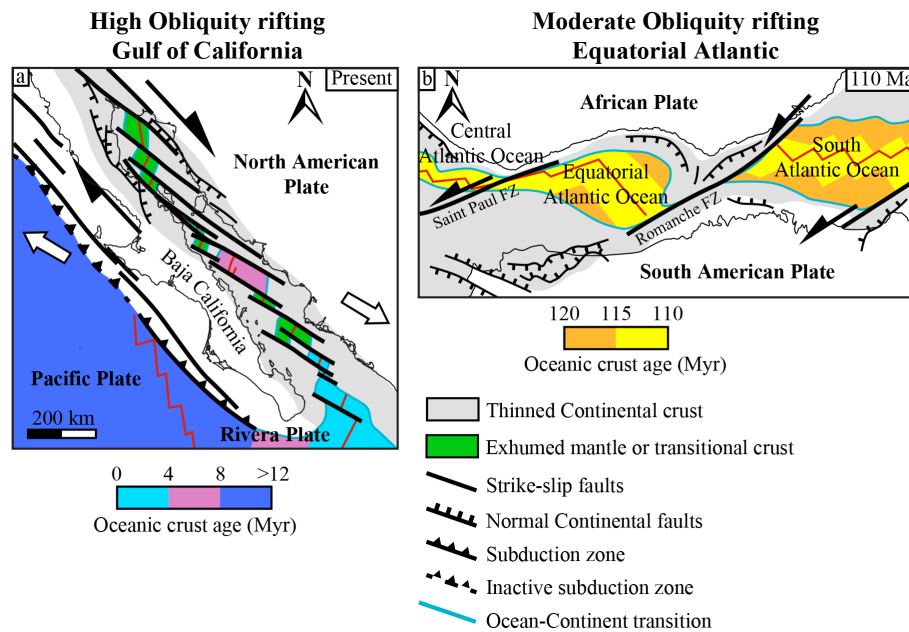 High Obliquity rifting
Gulf of California
Moderate Obliquity rifting
Equatorial Atlantic
a
N
Present
North American
Plate
Baja California
Pacific Plate
200 km
Rivera Plate
0 4 8 >12
Oceanic crust age (Myr)
b
N
110 Ma
African Plate
Central
Atlantic Ocean
Equatorial
Atlantic Ocean
South
Atlantic Ocean
Saint Paul FZ
Romanche FZ
South American Plate
120 115 110
Oceanic crust age (Myr)
Thinned Continental crust
Exhumed mantle or transitional crust
Strike-slip faults
Normal Continental faults
Subduction zone
Inactive subduction zone
Ocean-Continent transition